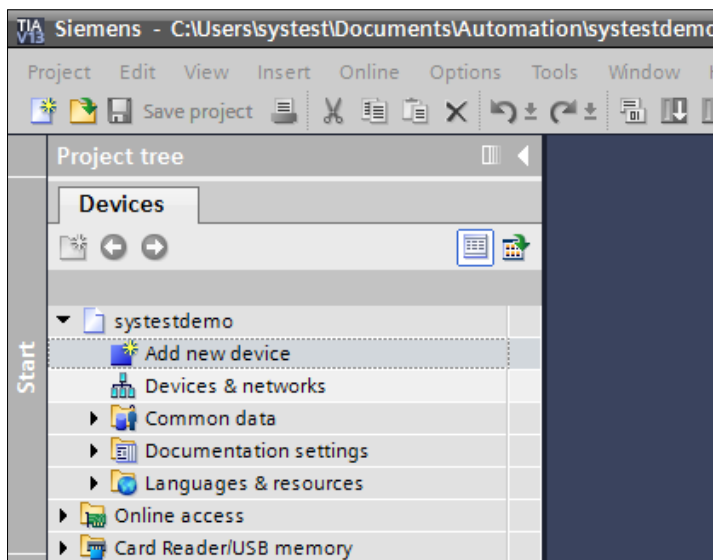 TIA V13 Siemens - C:\Users\systest\Documents\Automation\systestdemo
Project Edit View Insert Online Options Tools Window
Save project
Project tree
Devices
Start
systestdemo
Add new device
Devices & networks
Common data
Documentation settings
Languages & resources
Online access
Card Reader/USB memory